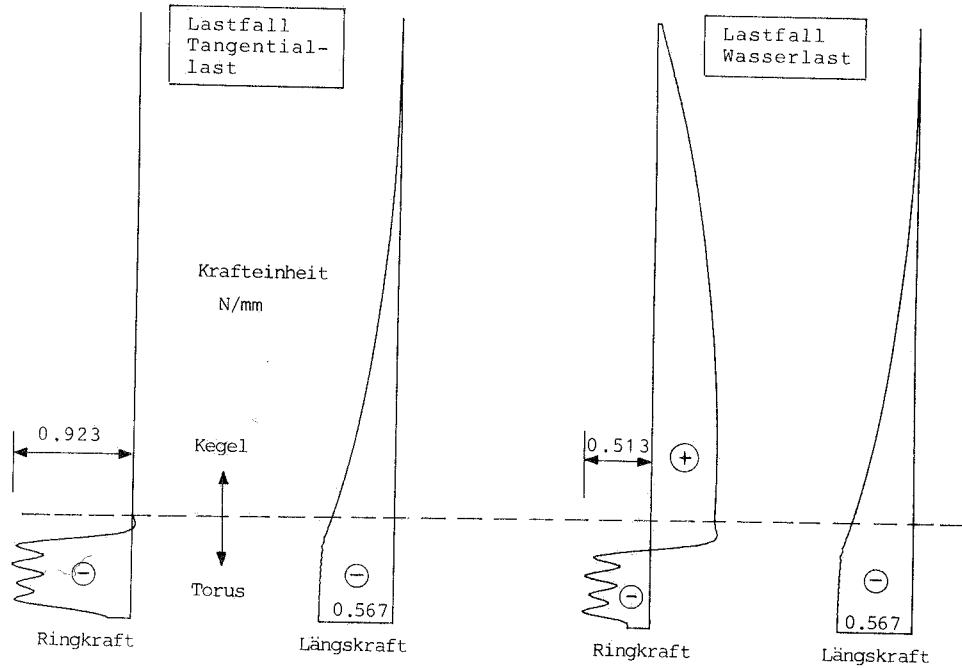 Lastfall
Tangential-
last
Lastfall
Wasserlast
Krafteinheit
N/mm
0.923
Kegel
0.513
+
-
Torus
-
0.567
-
-
0.567
Ringkraft
Längskraft
Ringkraft
Längskraft